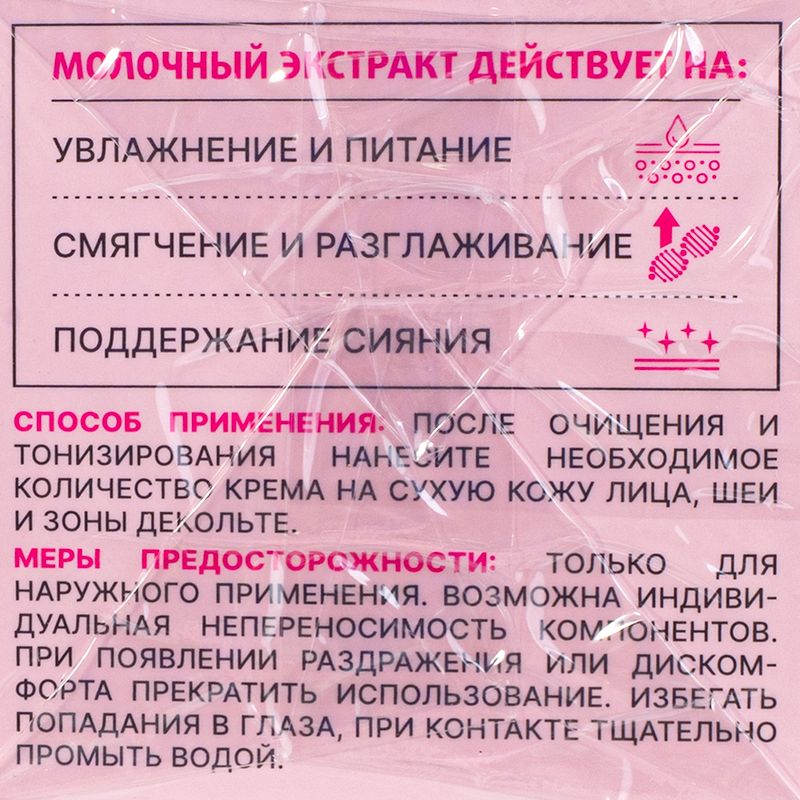 МОЛОЧНЫЙ ЭКСТРАКТ ДЕЙСТВУЕТ НА:
УВЛАЖНЕНИЕ И ПИТАНИЕ
СМЯГЧЕНИЕ И РАЗГЛАЖИВАНИЕ
ПОДДЕРЖАНИЕ СИЯНИЯ
СПОСОБ ПРИМЕНЕНИЯ: ПОСЛЕ ОЧИЩЕНИЯ И
ТОНИЗИРОВАНИЯ НАНЕСИТЕ НЕОБХОДИМОЕ
КОЛИЧЕСТВО КРЕМА НА СУХУЮ КОЖУ ЛИЦА, ШЕИ
И ЗОНЫ ДЕКОЛЬТЕ.
МЕРЫ ПРЕДОСТОРОЖНОСТИ: ТОЛЬКО ДЛЯ
НАРУЖНОГО ПРИМЕНЕНИЯ. ВОЗМОЖНА ИНДИВИ-
ДУАЛЬНАЯ НЕПЕРЕНОСИМОСТЬ КОМПОНЕНТОВ.
ПРИ ПОЯВЛЕНИИ РАЗДРАЖЕНИЯ ИЛИ ДИСКОМ-
ФОРТА ПРЕКРАТИТЬ ИСПОЛЬЗОВАНИЕ. ИЗБЕГАТЬ
ПОПАДАНИЯ В ГЛАЗА, ПРИ КОНТАКТЕ ТЩАТЕЛЬНО
ПРОМЫТЬ ВОДОЙ.